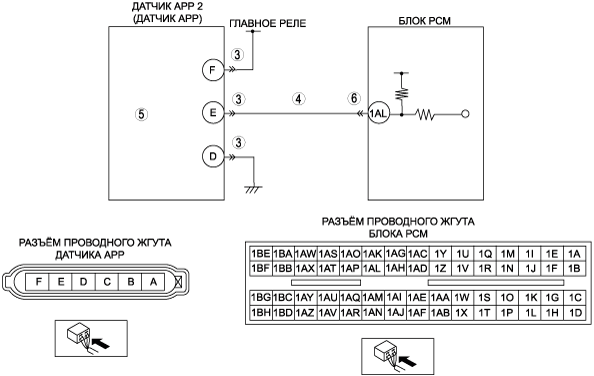 ДАТЧИК APP 2
(ДАТЧИК APP)
ГЛАВНОЕ РЕЛЕ
БЛОК PCM
F
3
E
3
4
6
1AL
5
D
3
РАЗЪЁМ ПРОВОДНОГО ЖГУТА
ДАТЧИКА APP
F E D C B A
РАЗЪЁМ ПРОВОДНОГО ЖГУТА
БЛОКА PCM
1BE 1BA 1AW 1AS 1AO 1AK 1AG 1AC 1Y 1U 1Q 1M 1I 1E 1A
1BF 1BB 1AX 1AT 1AP 1AL 1AH 1AD 1Z 1V 1R 1N 1J 1F 1B
1BG 1BC 1AY 1AU 1AQ 1AM 1AI 1AE 1AA 1W 1S 1O 1K 1G 1C
1BH 1BD 1AZ 1AV 1AR 1AN 1AJ 1AF 1AB 1X 1T 1P 1L 1H 1D